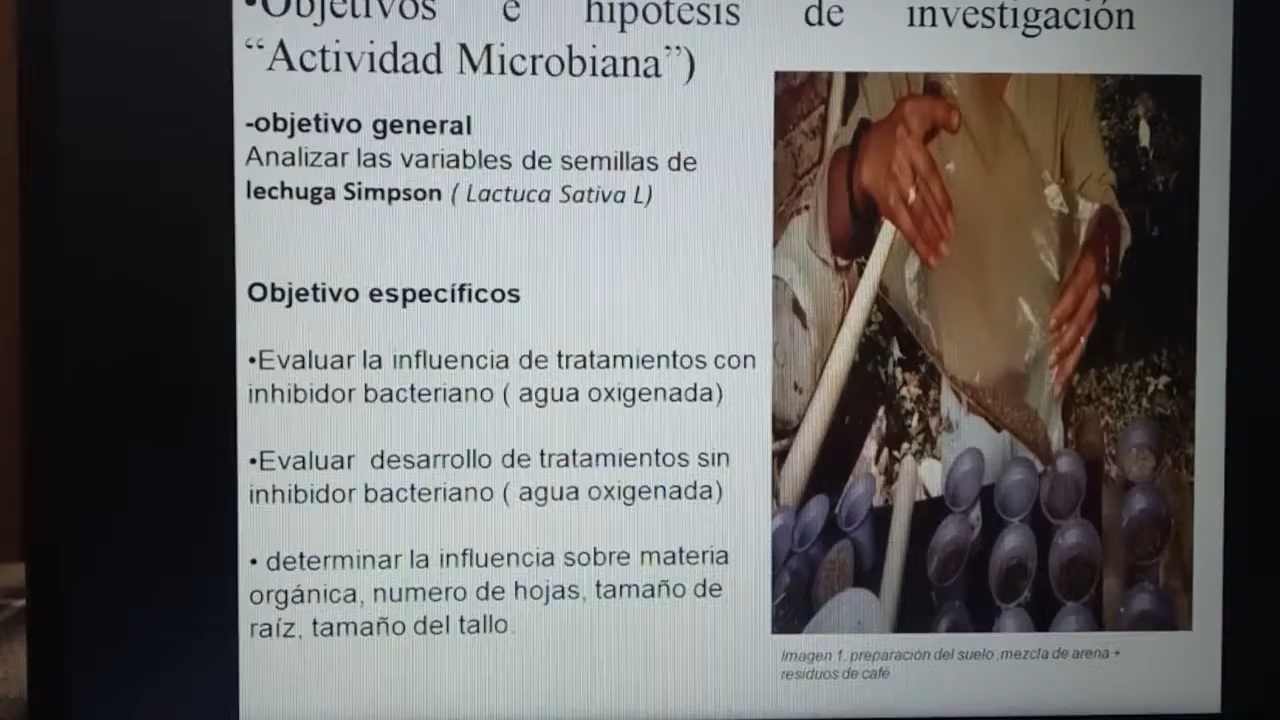 •Objetivos e hipótesis de investigación
“Actividad Microbiana”)
-objetivo general
Analizar las variables de semillas de
lechuga Simpson ( Lactuca Sativa L)
Objetivo específicos
•Evaluar la influencia de tratamientos con
inhibidor bacteriano ( agua oxigenada)
•Evaluar desarrollo de tratamientos sin
inhibidor bacteriano ( agua oxigenada)
• determinar la influencia sobre materia
orgánica, numero de hojas, tamaño de
raíz, tamaño del tallo.
Imagen 1. preparación del suelo ,mezcla de arena +
residuos de café